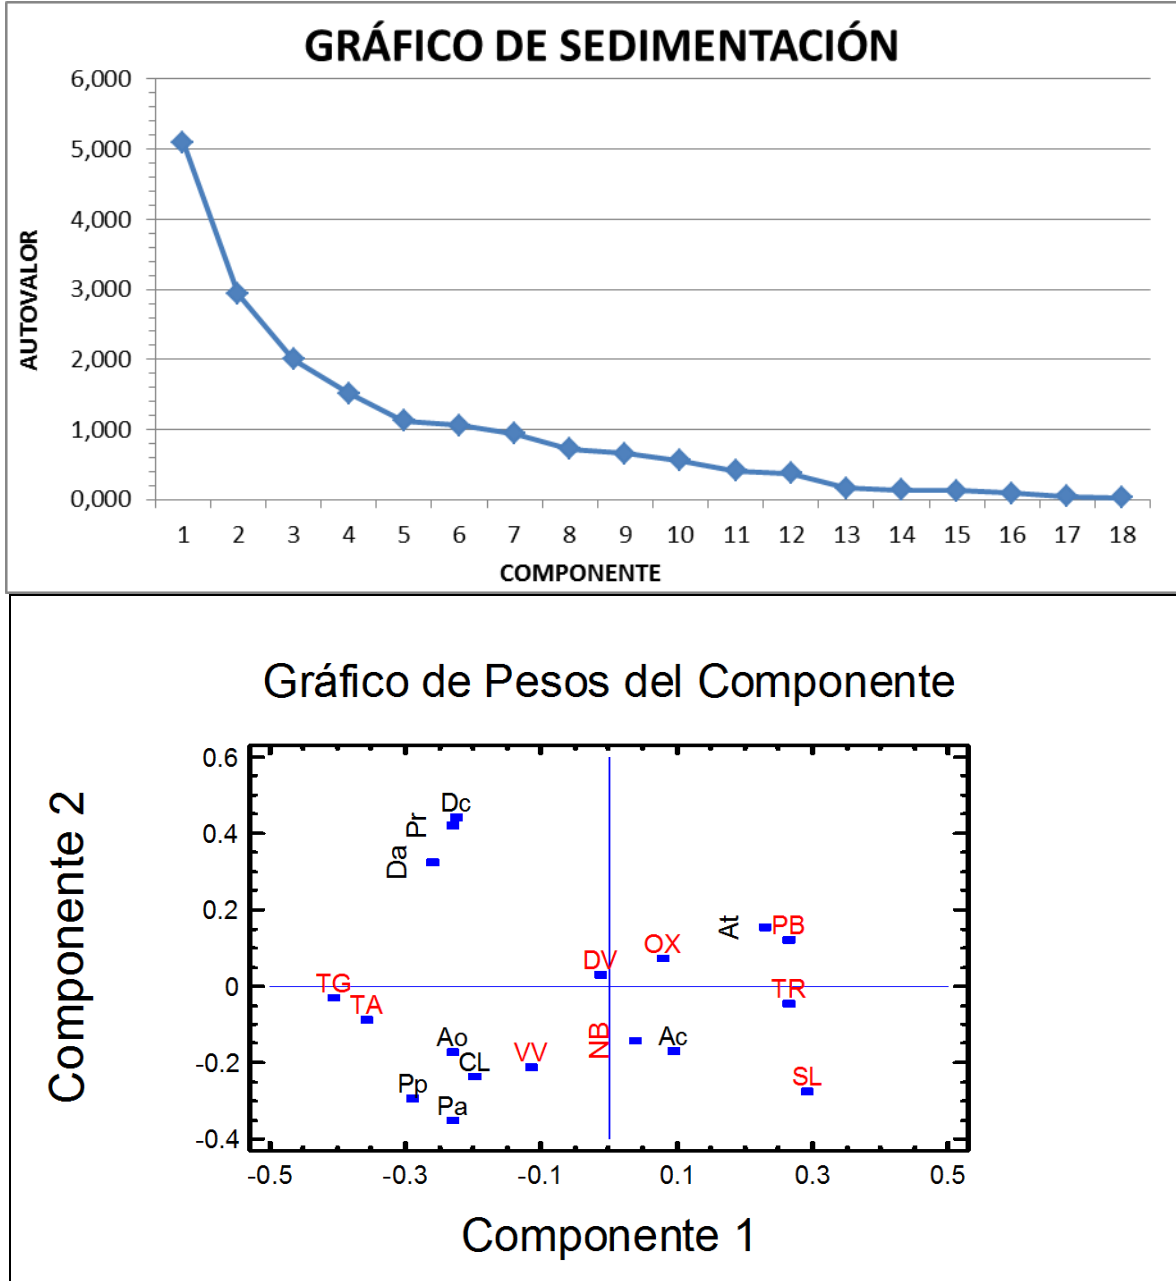 GRÁFICO DE SEDIMENTACIÓN
6,000
5,000
4,000
3,000
2,000
1,000
0,000
AUTOVALOR
1 2 3 4 5 6 7 8 9 10 11 12 13 14 15 16 17 18
COMPONENTE
Gráfico de Pesos del Componente
Componente 2
0.6
0.4
0.2
0
-0.2
-0.4
Dc
Pr
Da
At
PB
OX
DV
TG
TA
TR
NB
Ac
Ao
CL
VV
SL
Pp
Pa
-0.5 -0.3 -0.1 0.1 0.3 0.5
Componente 1